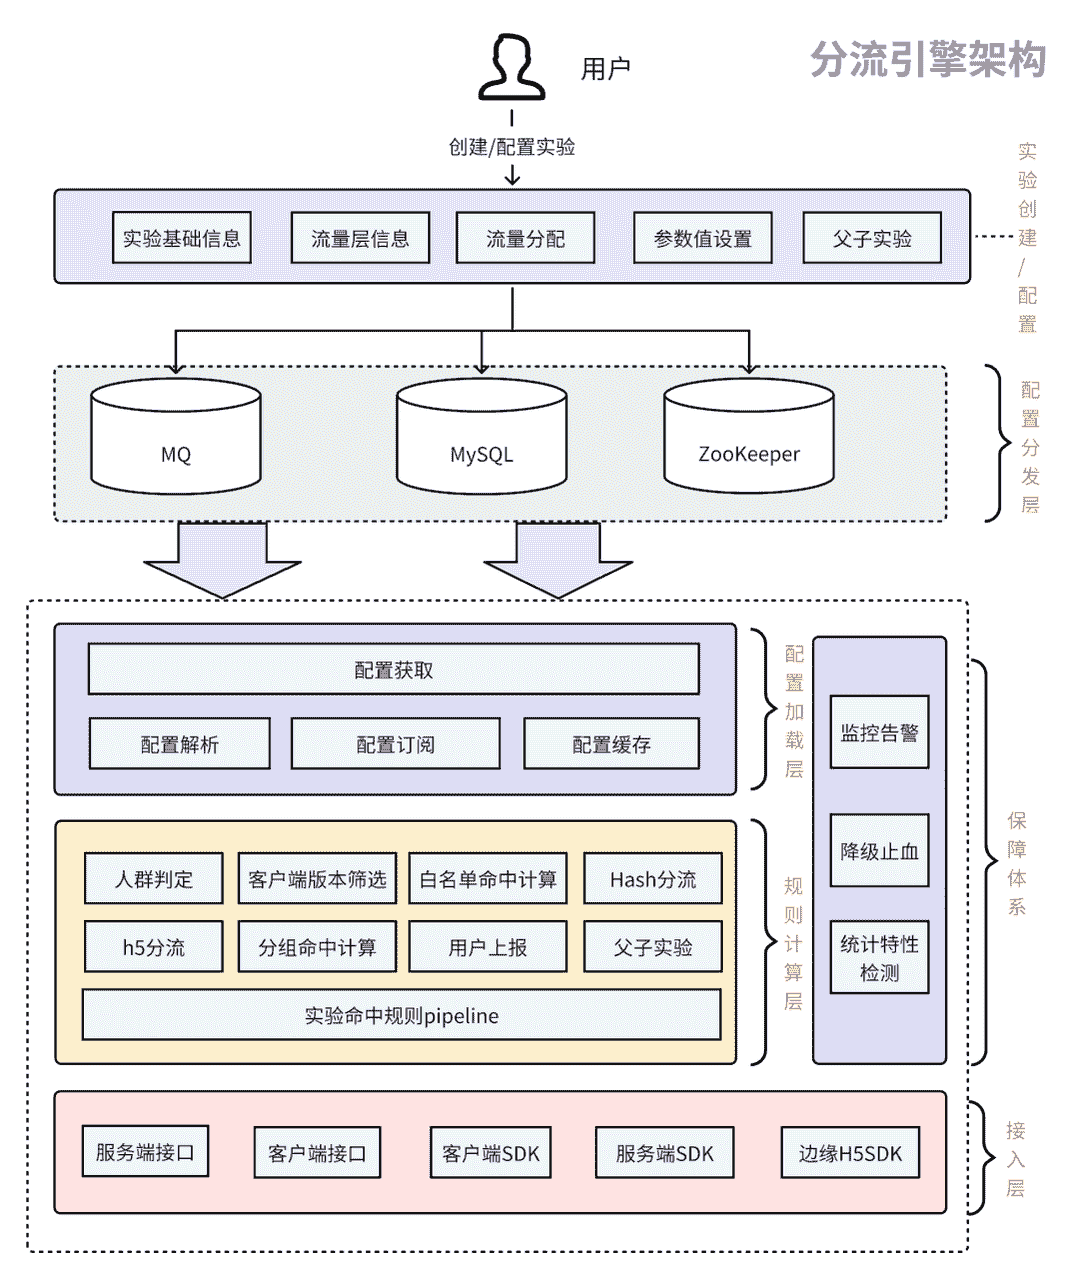 分流引擎架构
用户
创建/配置实验
实验基础信息
流量层信息
流量分配
参数值设置
父子实验
实验创建/配置
MQ
MySQL
ZooKeeper
配置分发层
配置获取
配置解析
配置订阅
配置缓存
配置加载层
人群判定
客户端版本筛选
白名单命中计算
Hash分流
h5分流
分组命中计算
用户上报
父子实验
实验命中规则pipeline
规则计算层
监控告警
降级止血
统计特性
检测
保障体系
服务端接口
客户端接口
客户端SDK
服务端SDK
边缘H5SDK
接入层